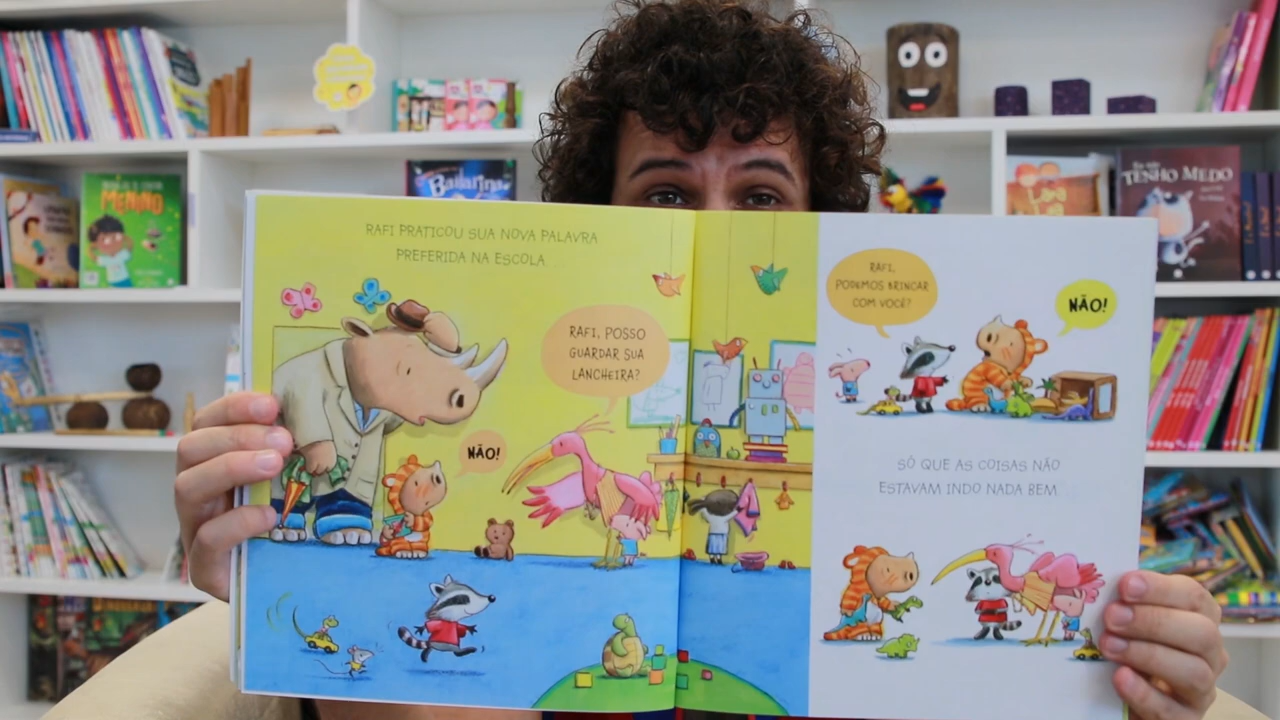 Bailarina
MENINO
TENHO MEDO
RAFI PRATICOU SUA NOVA PALAVRA
PREFERIDA NA ESCOLA.
RAFI, POSSO
GUARDAR SUA
LANCHEIRA?
NÃO!
RAFI,
PODEMOS BRINCAR
COM VOCÊ?
NÃO!
SÓ QUE AS COISAS NÃO
ESTAVAM INDO NADA BEM.